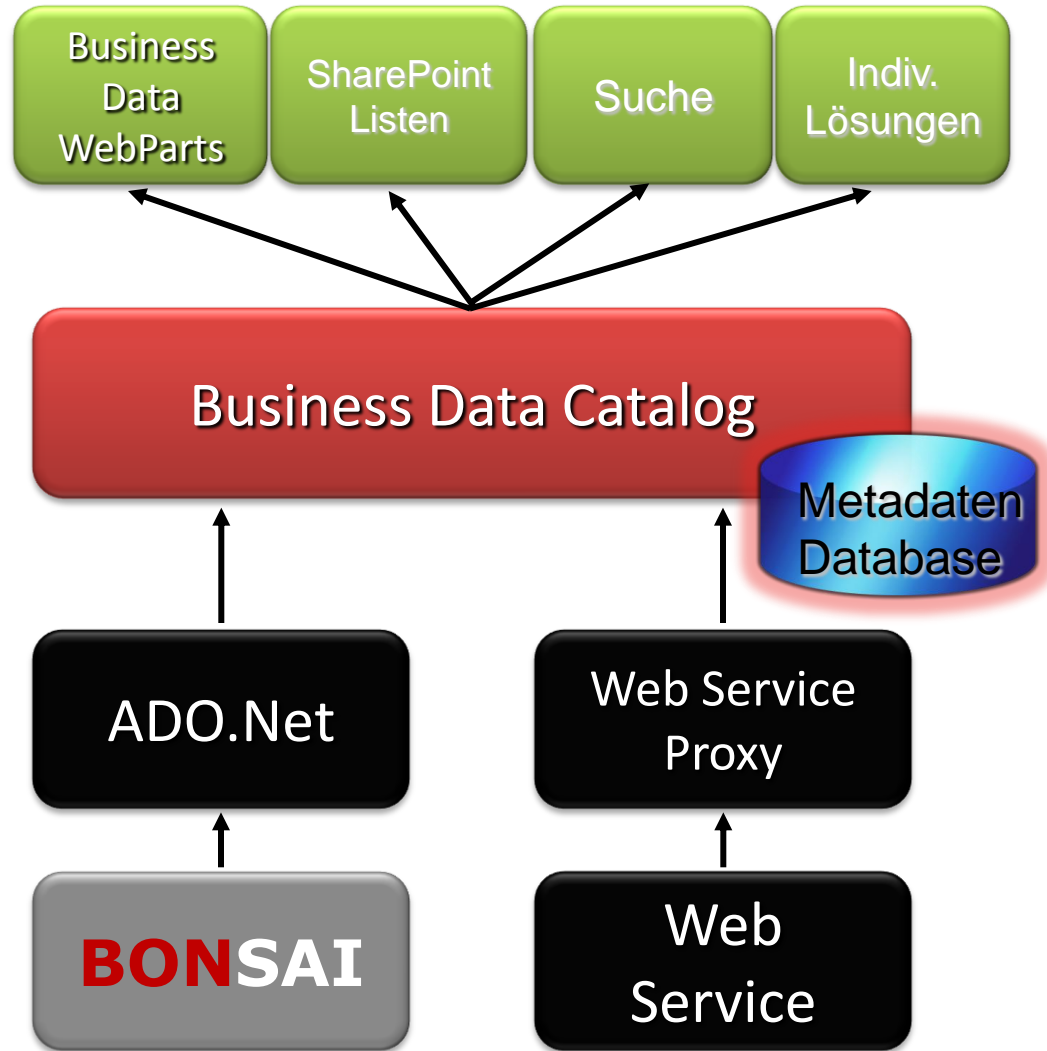 Business
Data
WebParts
SharePoint
Listen
Suche
Indiv.
Lösungen
Business Data Catalog
Metadaten
Database
ADO.Net
Web Service
Proxy
BONSAI
Web
Service